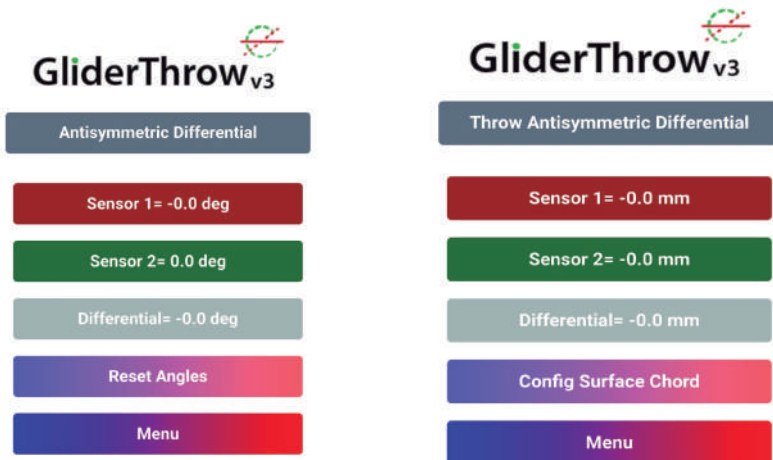 GliderThrow v3
Antisymmetric Differential
Sensor 1= -0.0 deg
Sensor 2= 0.0 deg
Differential= -0.0 deg
Reset Angles
Menu
GliderThrow v3
Throw Antisymmetric Differential
Sensor 1= -0.0 mm
Sensor 2= -0.0 mm
Differential= -0.0 mm
Config Surface Chord
Menu